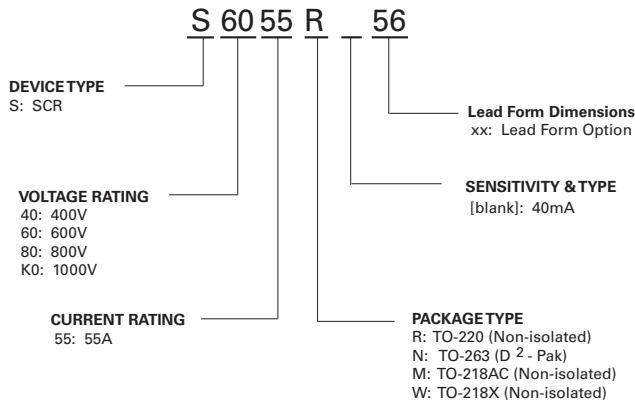 S 60 55 R 56
DEVICE TYPE
S: SCR
Lead Form Dimensions
xx: Lead Form Option
VOLTAGE RATING
40: 400V
60: 600V
80: 800V
K0: 1000V
SENSITIVITY & TYPE
[blank]: 40mA
CURRENT RATING
55: 55A
PACKAGE TYPE
R: TO-220 (Non-isolated)
N: TO-263 (D 2 - Pak)
M: TO-218AC (Non-isolated)
W: TO-218X (Non-isolated)